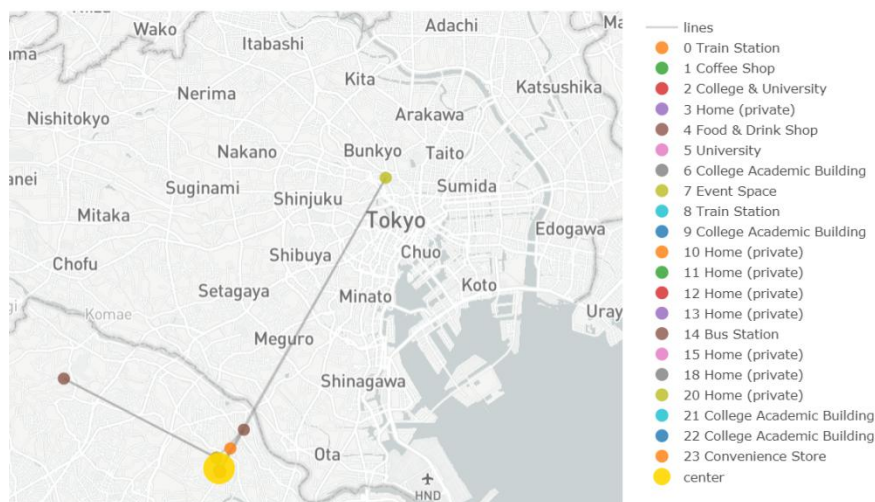 Wako
Adachi
Itabashi
Kita
Katsushika
Nerima
Arakawa
Nishitokyo
Nakano
Bunkyo
Taito
Suginami
Shinjuku
Sumida
Mitaka
Tokyo
Edogawa
Shibuya
Chuo
Chofu
Setagaya
Minato
Koto
Komae
Uray
Meguro
Shinagawa
Ota
HND
lines
0 Train Station
1 Coffee Shop
2 College & University
3 Home (private)
4 Food & Drink Shop
5 University
6 College Academic Building
7 Event Space
8 Train Station
9 College Academic Building
10 Home (private)
11 Home (private)
12 Home (private)
13 Home (private)
14 Bus Station
15 Home (private)
18 Home (private)
20 Home (private)
21 College Academic Building
22 College Academic Building
23 Convenience Store
center